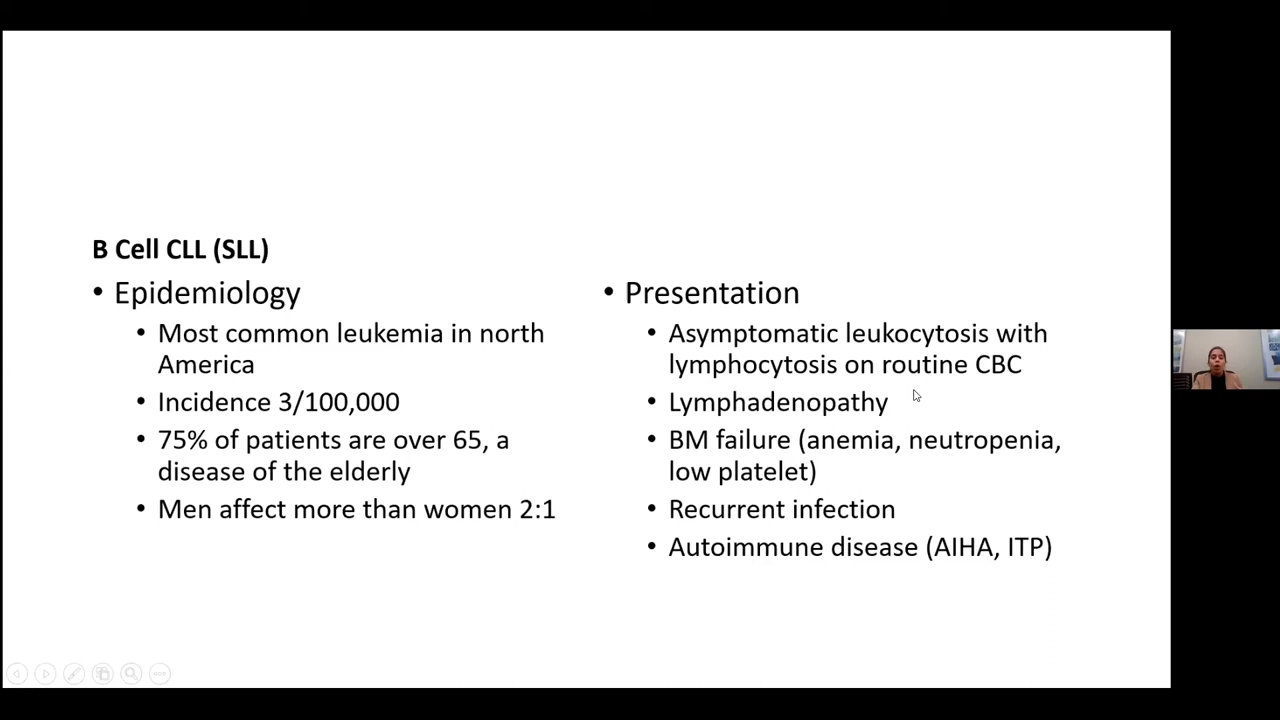 B Cell CLL (SLL)
• Epidemiology
• Most common leukemia in north
America
• Incidence 3/100,000
• 75% of patients are over 65, a
disease of the elderly
• Men affect more than women 2:1
• Presentation
• Asymptomatic leukocytosis with
lymphocytosis on routine CBC
• Lymphadenopathy
• BM failure (anemia, neutropenia,
low platelet)
• Recurrent infection
• Autoimmune disease (AIHA, ITP)